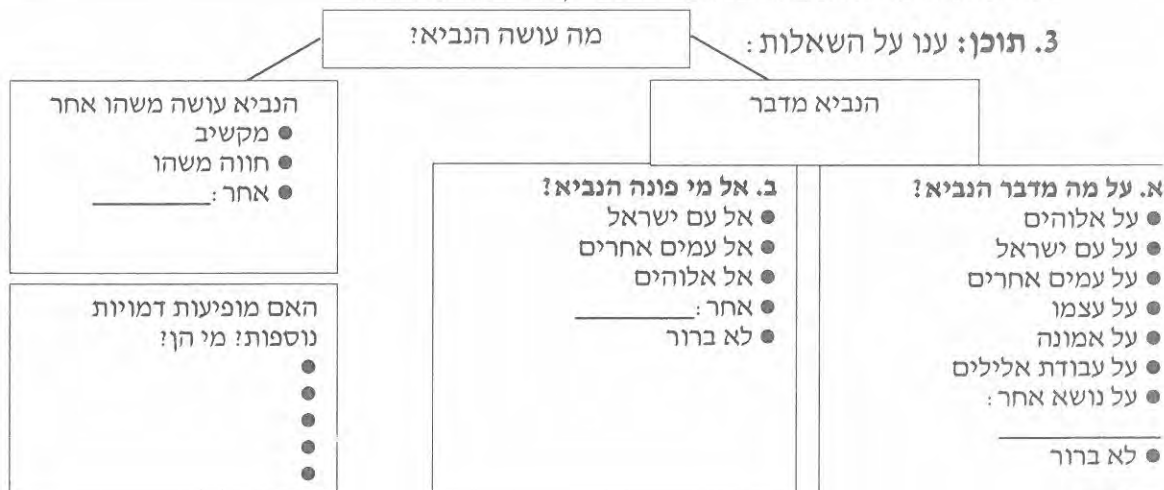 3. תוכן: ענו על השאלות:
מה עושה הנביא?
הנביא מדבר
א. על מה מדבר הנביא?
● על אלוהים
● על עם ישראל
● על עמים אחרים
● על עצמו
● על אמונה
● על עבודת אלילים
● על נושא אחר:
____________
● לא ברור
ב. אל מי פונה הנביא?
● אל עם ישראל
● אל עמים אחרים
● אל אלוהים
● אחר: ____________
● לא ברור
הנביא עושה משהו אחר
● מקשיב
● חווה משהו
● אחר: ____________
האם מופיעות דמויות
נוספות? מי הן?
●
●
●
●
●